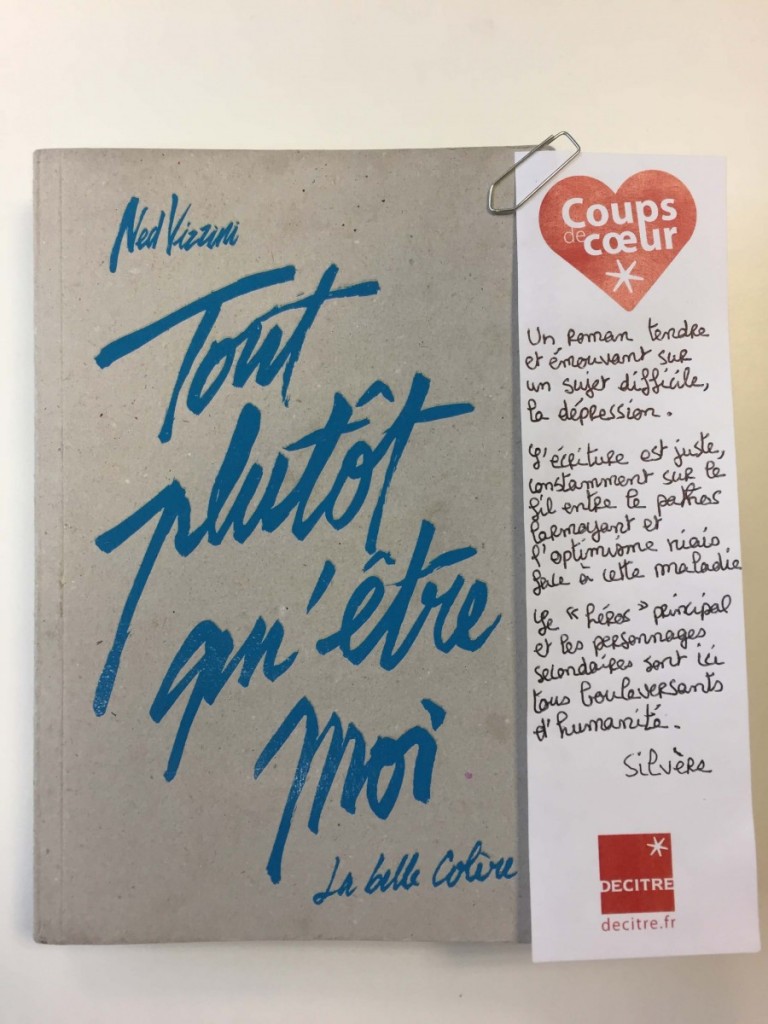 Ned Vizzini
Tout
plutôt
qu'être
moi
La belle Colère
Coups
de cœur
Un roman tendre
et émouvant sur
un sujet difficile,
la dépression.
L'écriture est juste,
constamment sur le
fil entre le pathos
larmoyant et
l'optimisme niais
face à cette maladie
Le "héros" principal
et les personnages
secondaires sont ici
tous bouleversants
d'humanité.
Silvère
DECITRE
decitre.fr